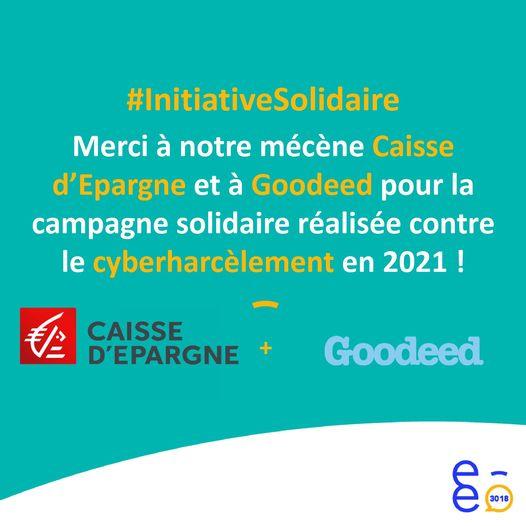 #InitiativeSolidaire
Merci à notre mécène Caisse
d'Epargne et à Goodeed pour la
campagne solidaire réalisée contre
le cyberharcèlement en 2021 !
CAISSE
D'EPARGNE
+
Goodeed
e
e
3018